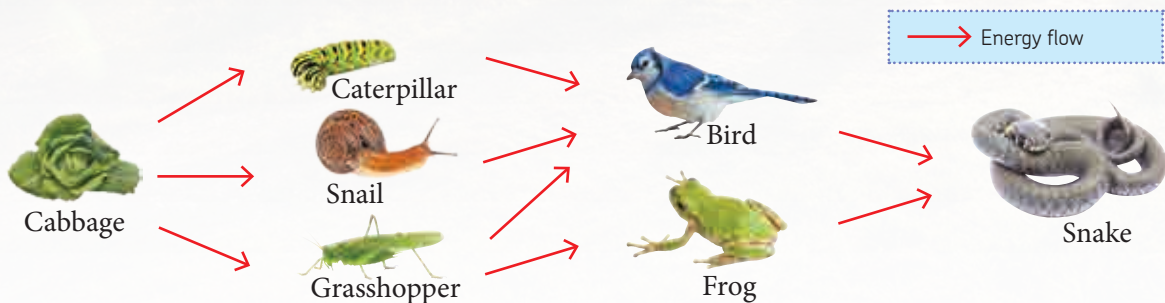 Energy flow
Caterpillar
Bird
Snail
Cabbage
Snake
Grasshopper
Frog